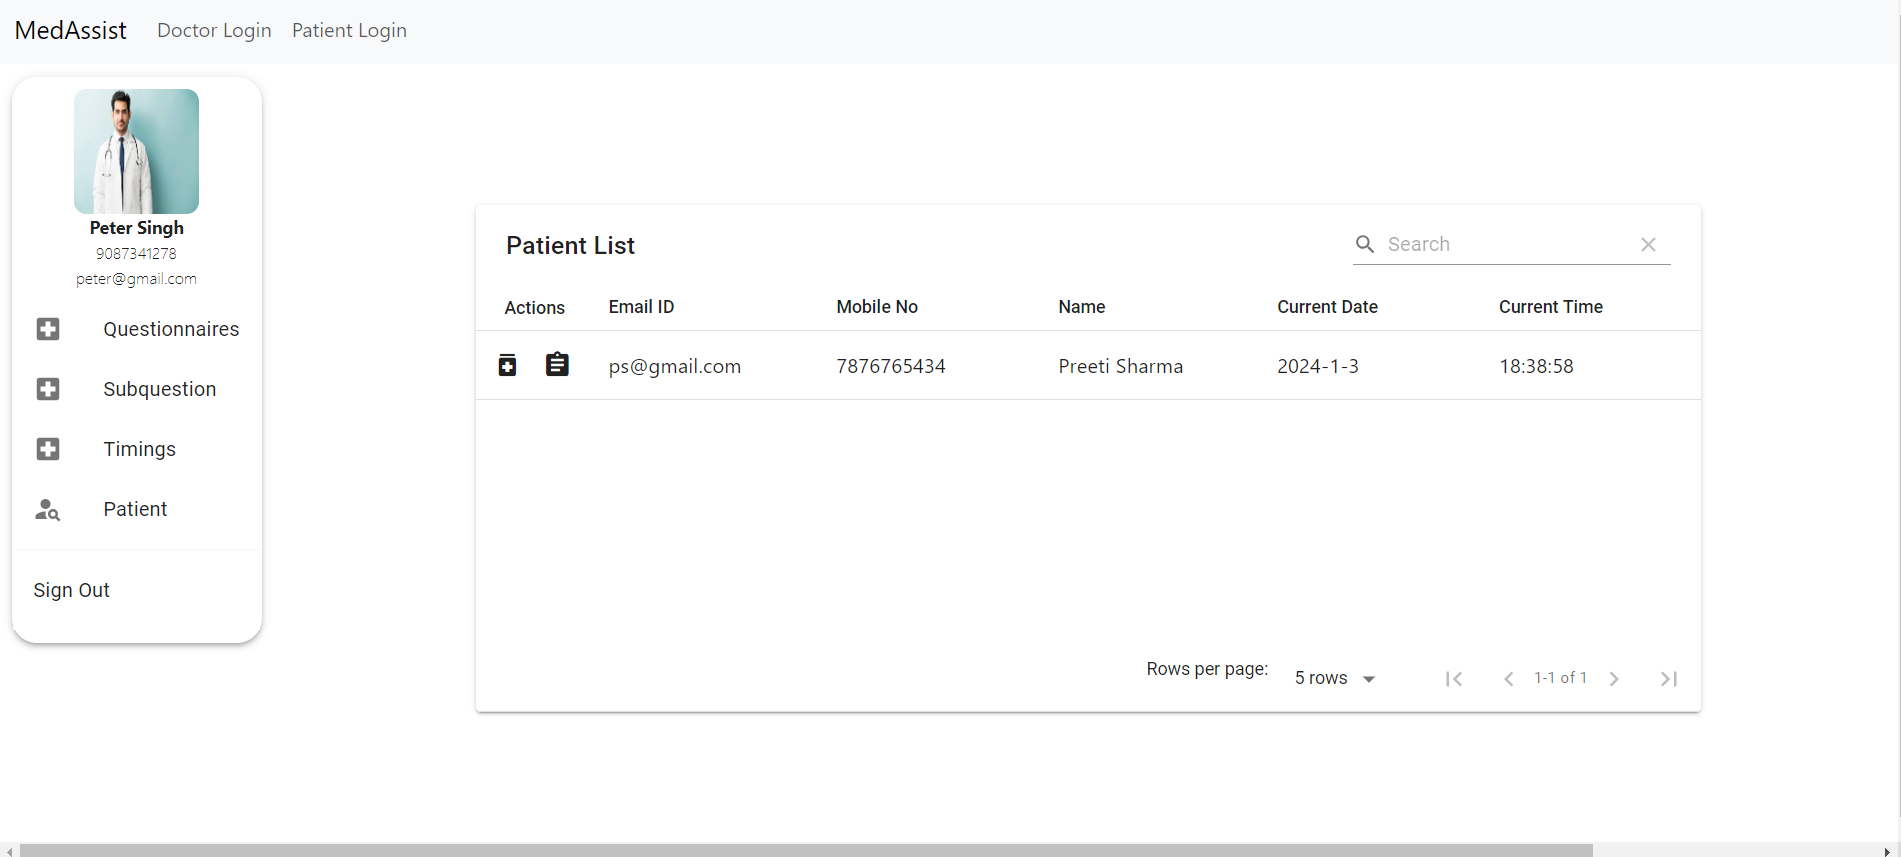 MedAssist Doctor Login Patient Login
Peter Singh
9087341278
peter@gmail.com
Questionnaires
Subquestion
Timings
Patient
Sign Out
Patient List Search
Actions Email ID Mobile No Name Current Date Current Time
ps@gmail.com 7876765434 Preeti Sharma 2024-1-3 18:38:58
Rows per page: 5 rows 1-1 of 1